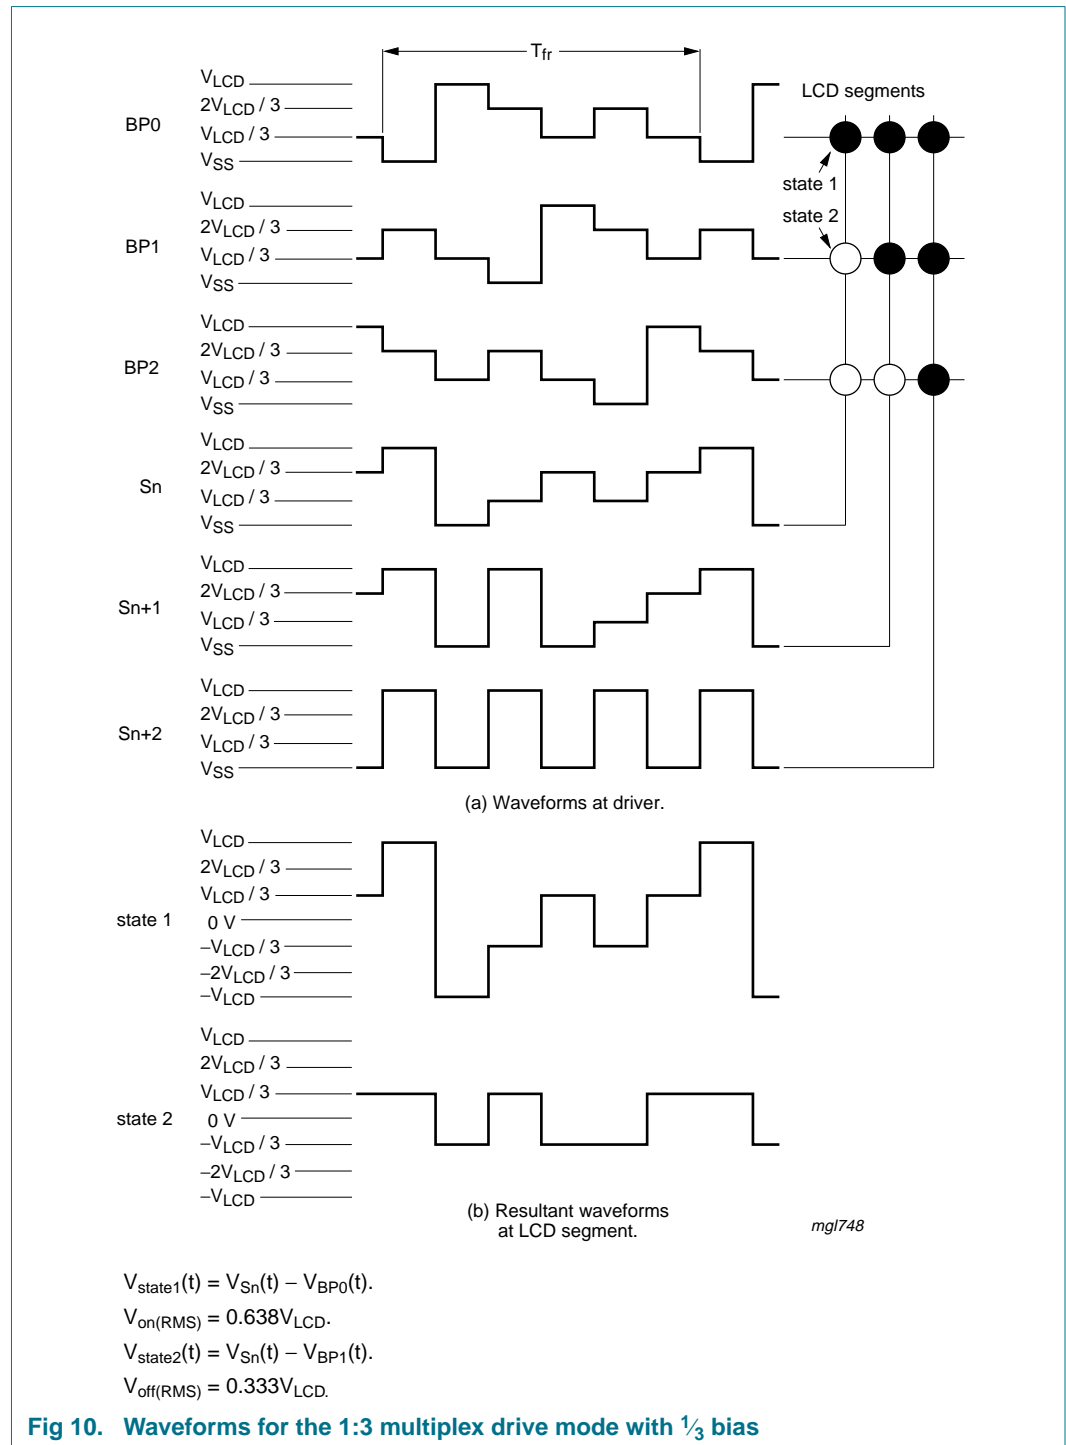 Tfr
VLCD
2VLCD / 3
BP0
VLCD / 3
VSS
LCD segments
state 1
VLCD
2VLCD / 3
BP1
VLCD / 3
VSS
state 2
VLCD
2VLCD / 3
BP2
VLCD / 3
VSS
VLCD
2VLCD / 3
Sn
VLCD / 3
VSS
VLCD
2VLCD / 3
Sn+1
VLCD / 3
VSS
VLCD
2VLCD / 3
Sn+2
VLCD / 3
VSS
(a) Waveforms at driver.
VLCD
2VLCD / 3
VLCD / 3
state 1
0 V
−VLCD / 3
−2VLCD / 3
−VLCD
VLCD
2VLCD / 3
VLCD / 3
state 2
0 V
−VLCD / 3
−2VLCD / 3
−VLCD
(b) Resultant waveforms
at LCD segment.
mgl748
Vstate1(t) = VSn(t) − VBP0(t).
Von(RMS) = 0.638VLCD.
Vstate2(t) = VSn(t) − VBP1(t).
Voff(RMS) = 0.333VLCD.
Fig 10. Waveforms for the 1:3 multiplex drive mode with 1⁄3 bias